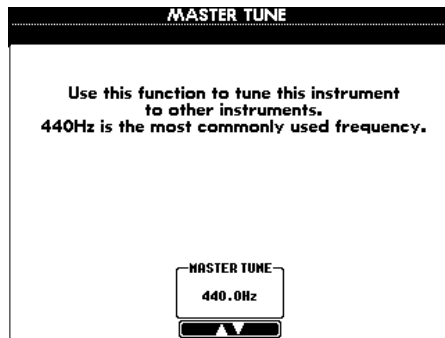 MASTER TUNE
Use this function to tune this instrument
to other instruments.
440Hz is the most commonly used frequency.
MASTER TUNE
440.0Hz